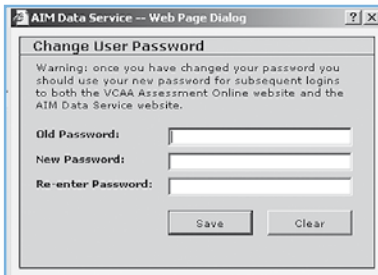 AIM Data Service -- Web Page Dialog
Change User Password
Warning: once you have changed your password you
should use your new password for subsequent logins
to both the VCAA Assessment Online website and the
AIM Data Service website.
Old Password:
New Password:
Re-enter Password:
Save Clear